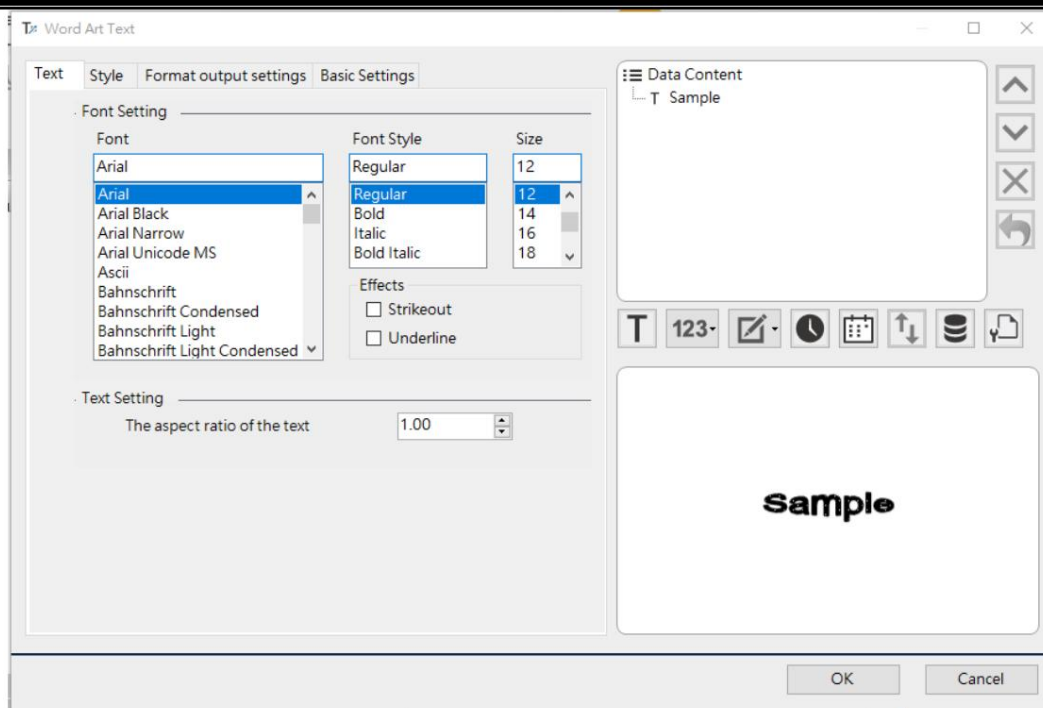 Word Art Text
Text Style Format output settings Basic Settings
Font Setting
Font Font Style Size
Arial Regular 12
Arial Regular 12
Arial Black Bold 14
Arial Narrow Italic 16
Arial Unicode MS Bold Italic 18
Ascii
Bahnschrift
Bahnschrift Condensed
Bahnschrift Light
Bahnschrift Light Condensed
Effects
Strikeout
Underline
Text Setting
The aspect ratio of the text 1.00
Data Content
T Sample
T 123
Sample
OK Cancel